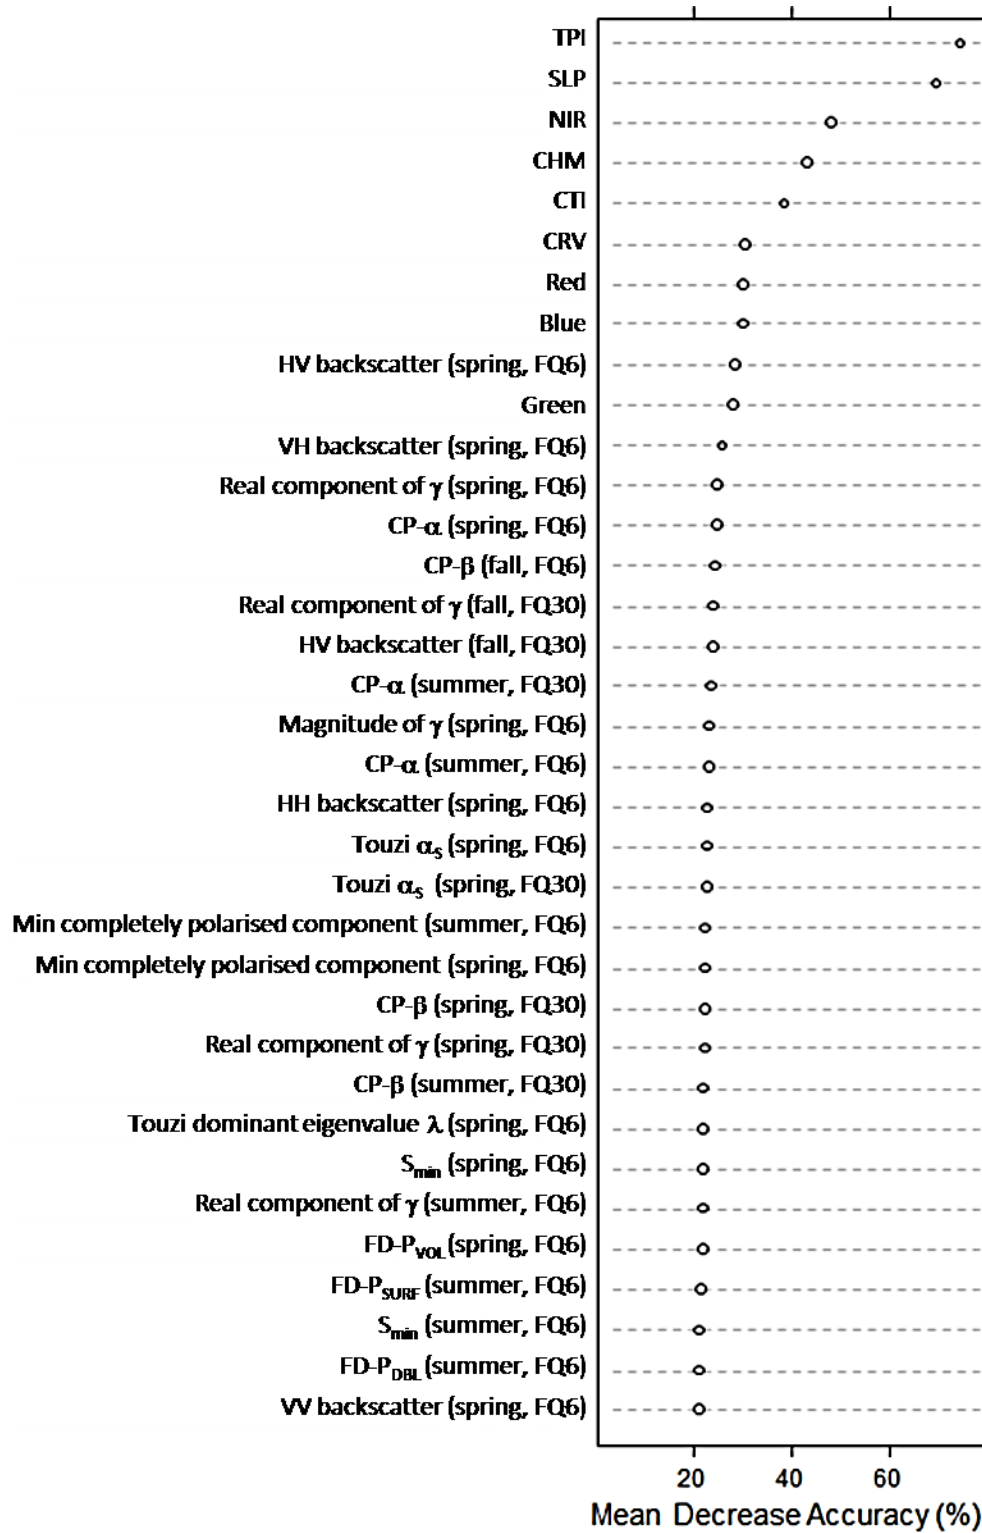 TPI
SLP
NIR
CHM
CTI
CRV
Red
Blue
HV backscatter (spring, FQ6)
Green
VH backscatter (spring, FQ6)
Real component of γ (spring, FQ6)
CP-α (spring, FQ6)
CP-β (fall, FQ6)
Real component of γ (fall, FQ30)
HV backscatter (fall, FQ30)
CP-α (summer, FQ30)
Magnitude of γ (spring, FQ6)
CP-α (summer, FQ6)
HH backscatter (spring, FQ6)
Touzi αs (spring, FQ6)
Touzi αs (spring, FQ30)
Min completely polarised component (summer, FQ6)
Min completely polarised component (spring, FQ6)
CP-β (spring, FQ30)
Real component of γ (spring, FQ30)
CP-β (summer, FQ30)
Touzi dominant eigenvalue λ (spring, FQ6)
Smin (spring, FQ6)
Real component of γ (summer, FQ6)
FD-PVOL (spring, FQ6)
FD-PSURF (summer, FQ6)
Smin (summer, FQ6)
FD-PDBL (summer, FQ6)
VV backscatter (spring, FQ6)
20 40 60
Mean Decrease Accuracy (%)